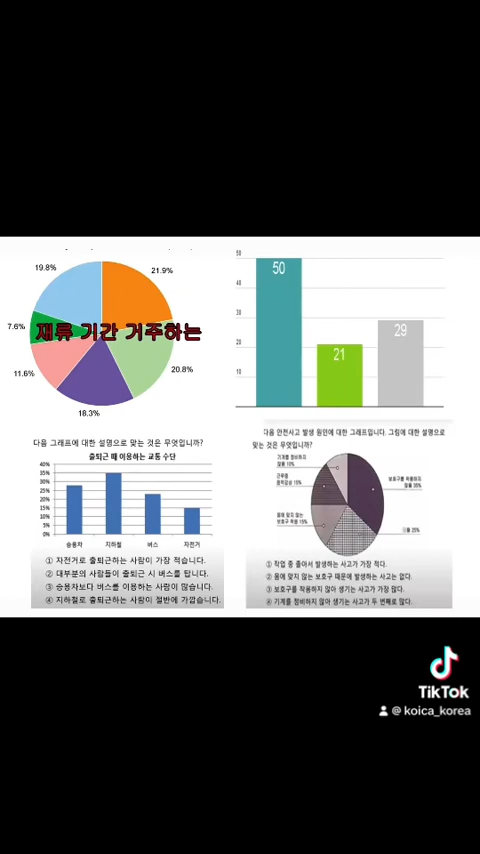 19.8%
21.9%
7.6%
재류 기간 거주하는
11.6%
20.8%
18.3%
50
40
30
20
10
50
21
29
다음 그래프에 대한 설명으로 맞는 것은 무엇입니까?
출퇴근 때 이용하는 교통 수단
40%
35%
30%
25%
20%
15%
10%
5%
0%
승용차 지하철 버스 자전거
① 자전거로 출퇴근하는 사람이 가장 적습니다.
② 대부분의 사람들이 출퇴근 시 버스를 탑니다.
③ 승용차보다 버스를 이용하는 사람이 많습니다.
④ 지하철로 출퇴근하는 사람이 절반에 가깝습니다.
다음 안전사고 발생 원인에 대한 그래프입니다. 그림에 대한 설명으로
맞는 것은 무엇입니까?
기계를 정비하지
않음 10%
보호구를 착용하지
않음 35%
근무중
음주 15%
몸에 맞지 않는
보호구 착용 15%
25%
① 작업 중 졸아서 발생하는 사고가 가장 적다.
② 몸에 맞지 않는 보호구 때문에 발생하는 사고는 없다.
③ 보호구를 착용하지 않아 생기는 사고가 가장 많다.
④ 기계를 정비하지 않아 생기는 사고가 두 번째로 많다.
TikTok
@ koica_korea